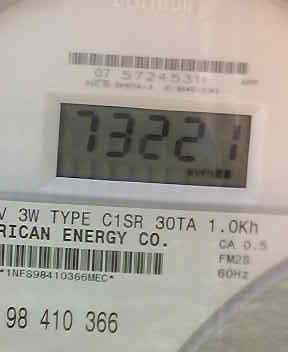 07 5724531
73221
V 3W TYPE C1SR 30TA 1.0Kh
RICAN ENERGY CO.
CA 0.5
FM2S
60Hz
*1NFS98410366MEC*
98 410 366